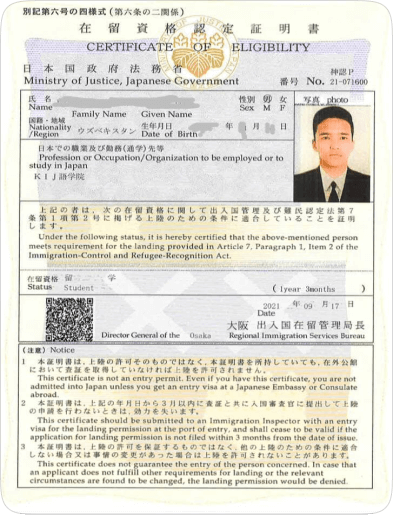 別記第六号の四様式(第六条の二関係)
在留資格認定証明書
CERTIFICATE OF ELIGIBILITY
日本国政府法務省
Ministry of Justice, Japanese Government
神認P
番号 No. 21-071600
氏名
Name
Family Name Given Name
性別 男 女
Sex M F
写真 photo
国籍・地域
Nationality
/Region
ウズベキスタン
生年月日
Date of Birth
年 月 日
日本での職業及び勤務(通学)先等
Profession or Occupation/Organization to be employed or to
study in Japan
KIJ語学院
上記の者は、次の在留資格に関して出入国管理及び難民認定法第7
条第1項第2号に掲げる上陸のための条件に適合していることを証明
します。
Under the following status, it is hereby certified that the above-mentioned person
meets requirement for the landing provided in Article 7, Paragraph 1, Item 2 of the
Immigration-Control and Refugee-Recognition Act.
在留資格 留 学
Status Student
(1year 3months )
2021 年 09 月 17 日
Date
大阪 出入国在留管理局長
Director General of the Osaka Regional Immigration Services Bureau
(注意) Notice
1 本証明書は、上陸の許可そのものではなく、本証明書を所持していても、在外公館
において査証を取得していなければ上陸を許可されません。
This certificate is not an entry permit. Even if you have this certificate, you are not
admitted into Japan unless you get an entry visa at a Japanese Embassy or Consulate
abroad.
2 本証明書は、上記の年月日から3月以内に査証と共に入国審査官に提出して上陸
の申請を行わないときは、効力を失います。
This certificate should be submitted to an Immigration Inspector with an entry
visa for the landing permission at the port of entry, and shall cease to be valid if the
application for landing permission is not filed within 3 months from the date of issue.
3 本証明書は、上陸の許可を保証するものではなく、他の上陸のための条件に適合
しない場合又は事情の変更があった場合は上陸を許可されないことがあります。
This certificate does not guarantee the entry of the person concerned. In case that
an applicant does not fulfill other requirements for landing or the relevant
circumstances are found to be changed, the landing permission would be denied.